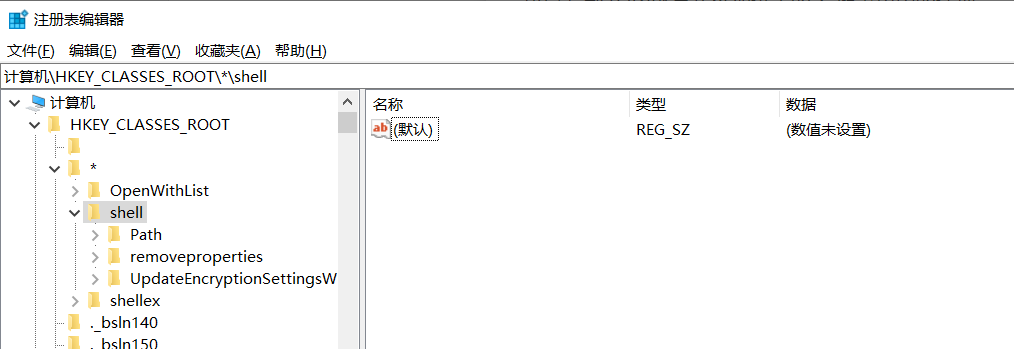 注册表编辑器
文件(F) 编辑(E) 查看(V) 收藏夹(A) 帮助(H)
计算机\HKEY_CLASSES_ROOT\*\shell
计算机
HKEY_CLASSES_ROOT
*
OpenWithList
shell
Path
removeproperties
UpdateEncryptionSettingsW
shellex
._bsln140
._bsln150
名称 类型 数据
ab (默认) REG_SZ (数值未设置)